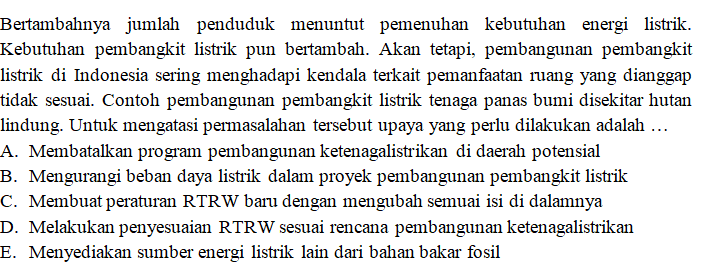 Bertambahnya jumlah penduduk menuntut pemenuhan kebutuhan energi listrik.
Kebutuhan pembangkit listrik pun bertambah. Akan tetapi, pembangunan pembangkit
listrik di Indonesia sering menghadapi kendala terkait pemanfaatan ruang yang dianggap
tidak sesuai. Contoh pembangunan pembangkit listrik tenaga panas bumi disekitar hutan
lindung. Untuk mengatasi permasalahan tersebut upaya yang perlu dilakukan adalah …
A. Membatalkan program pembangunan ketenagalistrikan di daerah potensial
B. Mengurangi beban daya listrik dalam proyek pembangunan pembangkit listrik
C. Membuat peraturan RTRW baru dengan mengubah semuai isi di dalamnya
D. Melakukan penyesuaian RTRW sesuai rencana pembangunan ketenagalistrikan
E. Menyediakan sumber energi listrik lain dari bahan bakar fosil